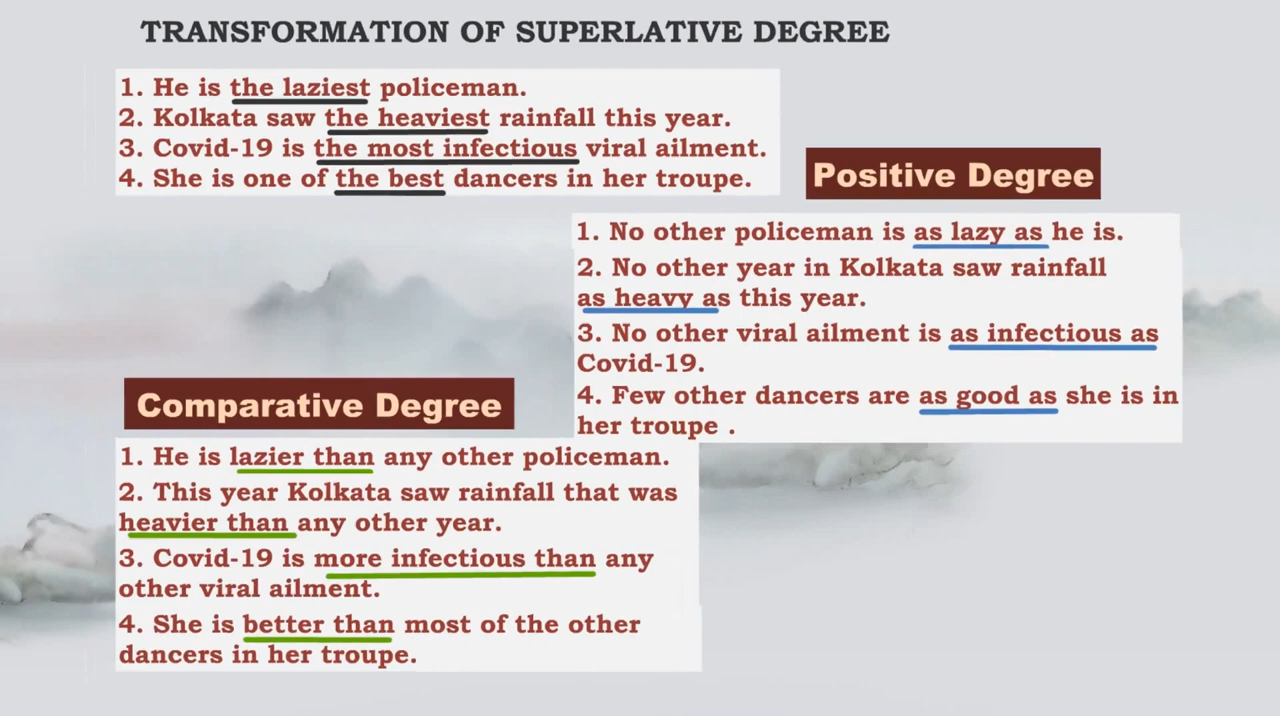 TRANSFORMATION OF SUPERLATIVE DEGREE
1. He is the laziest policeman.
2. Kolkata saw the heaviest rainfall this year.
3. Covid-19 is the most infectious viral ailment.
4. She is one of the best dancers in her troupe.
Positive Degree
1. No other policeman is as lazy as he is.
2. No other year in Kolkata saw rainfall
as heavy as this year.
3. No other viral ailment is as infectious as
Covid-19.
4. Few other dancers are as good as she is in
her troupe .
Comparative Degree
1. He is lazier than any other policeman.
2. This year Kolkata saw rainfall that was
heavier than any other year.
3. Covid-19 is more infectious than any
other viral ailment.
4. She is better than most of the other
dancers in her troupe.